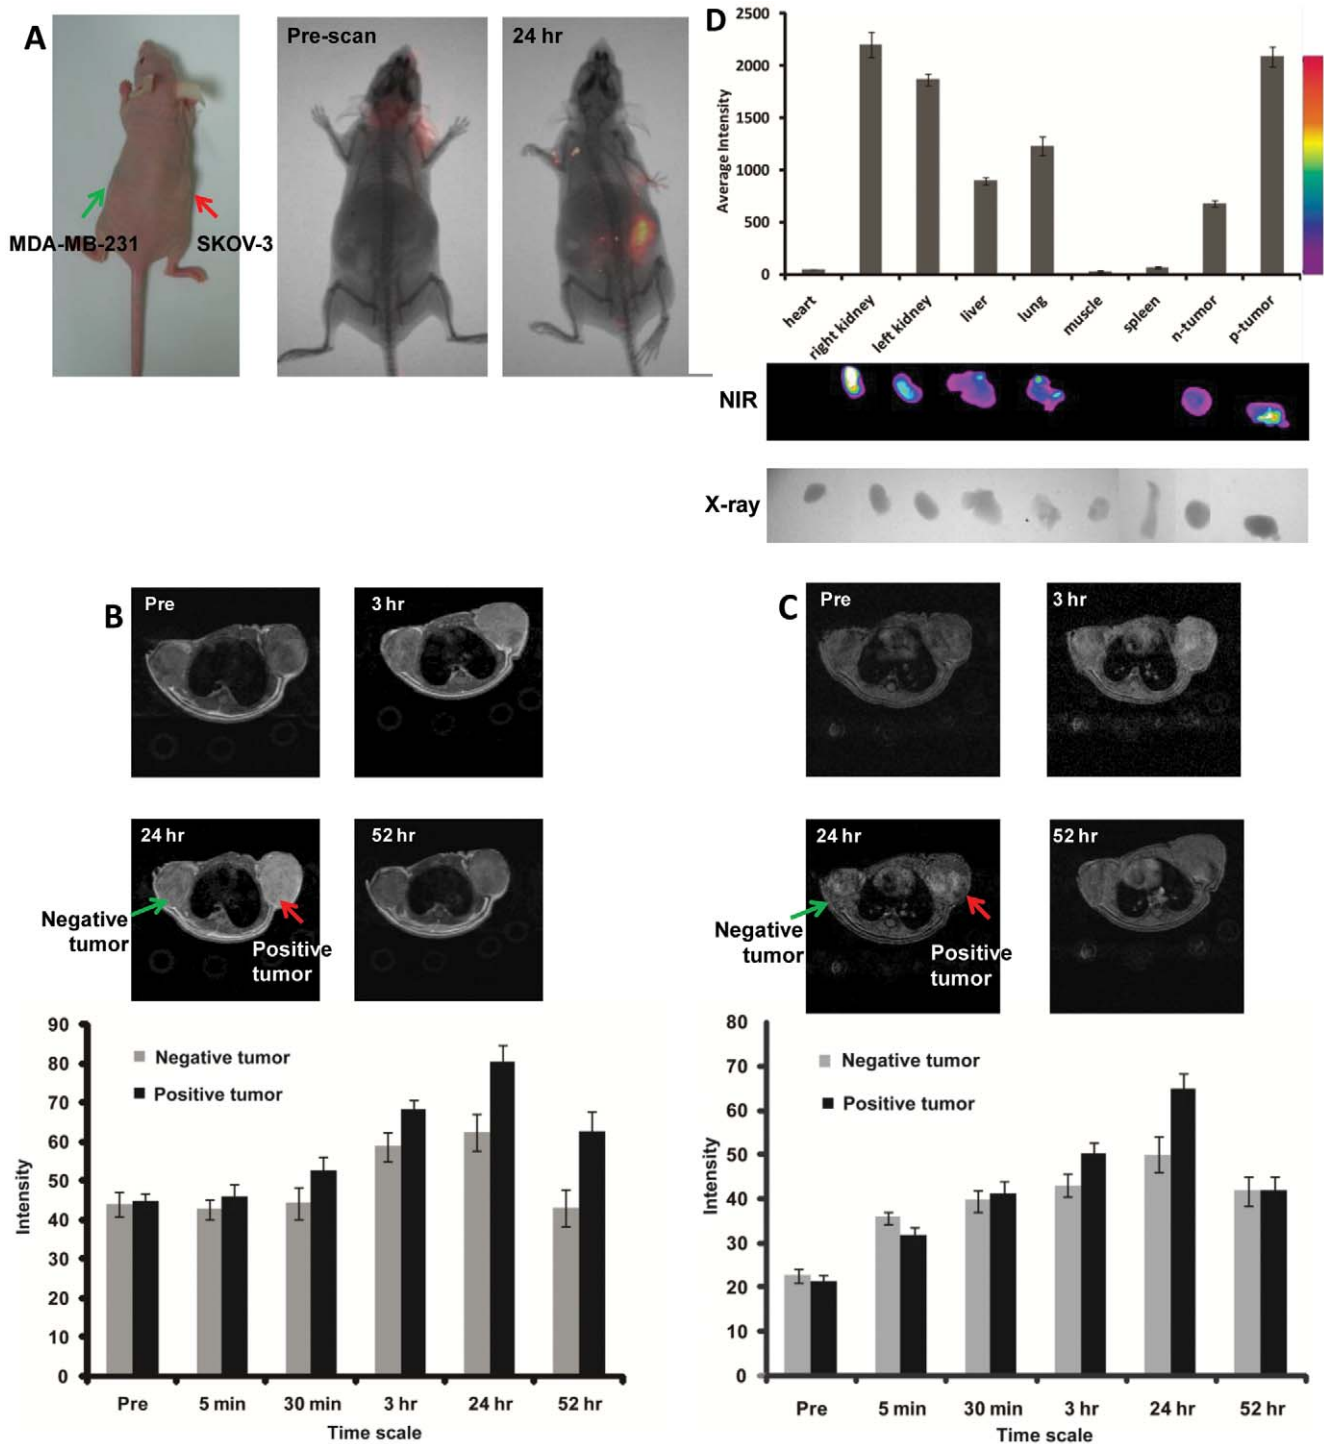 A
Pre-scan
24 hr
MDA-MB-231
SKOV-3
D
2500
2000
1500
1000
500
0
Average Intensity
heart
right kidney
left kidney
liver
lung
muscle
spleen
n-tumor
p-tumor
NIR
X-ray
B
Pre
3 hr
24 hr
52 hr
Negative
tumor
Positive
tumor
90
80
70
60
50
40
30
20
10
0
Intensity
Negative tumor
Positive tumor
Pre
5 min
30 min
3 hr
24 hr
52 hr
Time scale
C
Pre
3 hr
24 hr
52 hr
Negative
tumor
Positive
tumor
80
70
60
50
40
30
20
10
0
Intensity
Negative tumor
Positive tumor
Pre
5 min
30 min
3 hr
24 hr
52 hr
Time scale